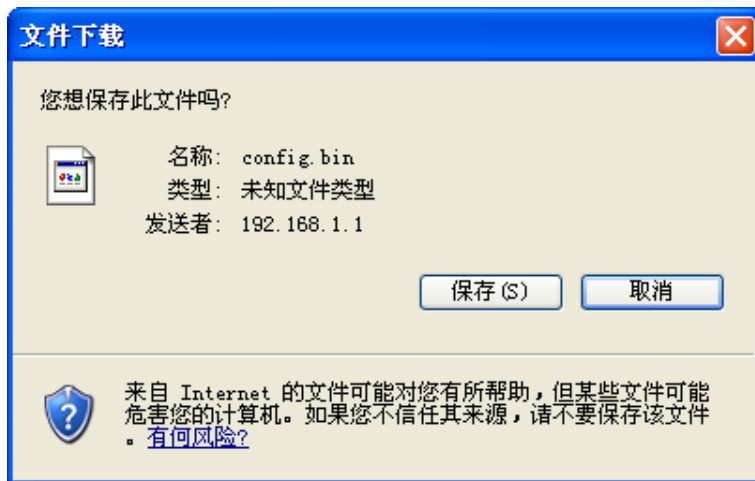 文件下载
您想保存此文件吗?
名称: config.bin
类型: 未知文件类型
发送者: 192.168.1.1
保存(S) 取消
来自 Internet 的文件可能对您有所帮助，但某些文件可能
危害您的计算机。如果您不信任其来源，请不要保存该文件
。有何风险?